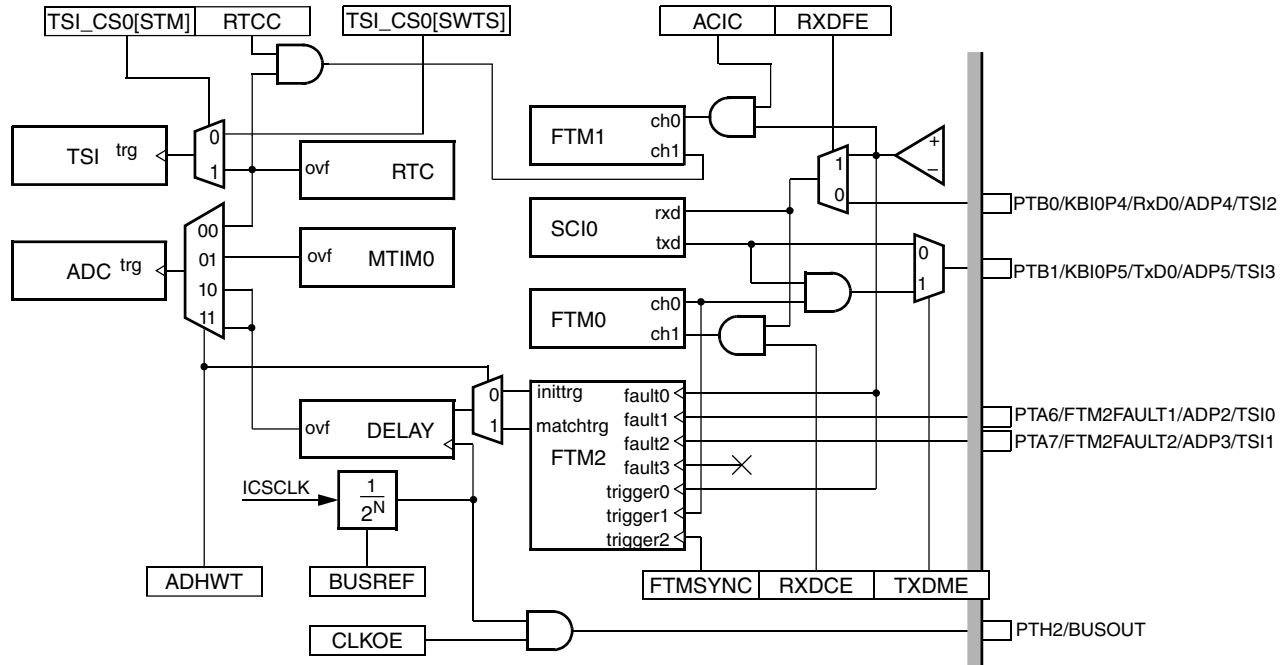 TSI_CS0[STM] RTCC TSI_CS0[SWTS] ACIC RXDFE
TSI trg
0
1
ovf RTC
FTM1 ch0
ch1
+
−
1
0
PTB0/KBI0P4/RxD0/ADP4/TSI2
SCI0 rxd
txd
ADC trg
00
01
10
11
ovf MTIM0
0
1
PTB1/KBI0P5/TxD0/ADP5/TSI3
FTM0 ch0
ch1
0
1
ovf DELAY
inittrg
matchtrg
FTM2
fault0
fault1
fault2
fault3
trigger0
trigger1
trigger2
PTA6/FTM2FAULT1/ADP2/TSI0
PTA7/FTM2FAULT2/ADP3/TSI1
ICSCLK
1
2N
ADHWT BUSREF FTMSYNC RXDCE TXDME
CLKOE
PTH2/BUSOUT